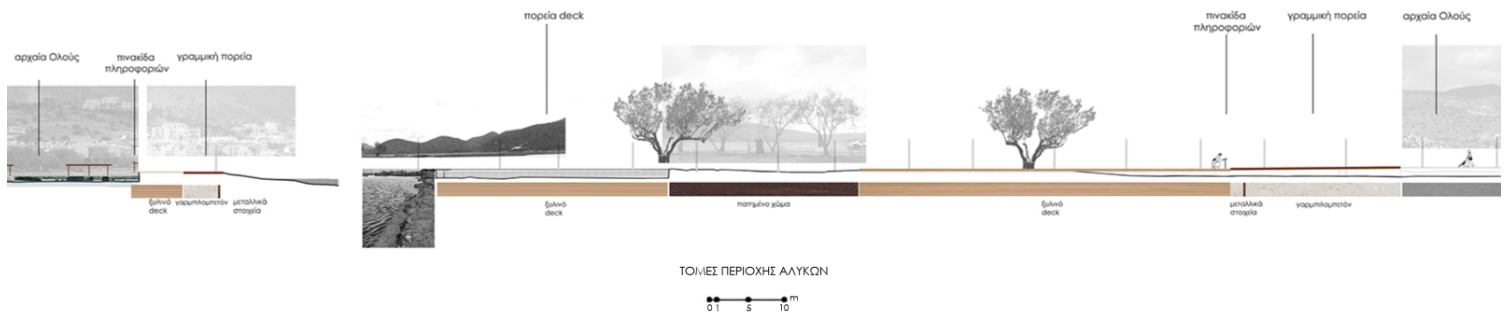 πορεία deck
πινακίδα
πληροφοριών
γραμμική πορεία
αρχαία Ολούς
αρχαία Ολούς
πινακίδα
πληροφοριών
γραμμική πορεία
ξυλινό
deck
γαρμπιλομπετόν
μεταλλικά
στοιχεία
ξυλινό
deck
πατημένο χώμα
ξυλινό
deck
μεταλλικά
στοιχεία
γαρμπιλομπετόν
ΤΟΜΕΣ ΠΕΡΙΟΧΗΣ ΑΛΥΚΩΝ
m
0 1 5 10